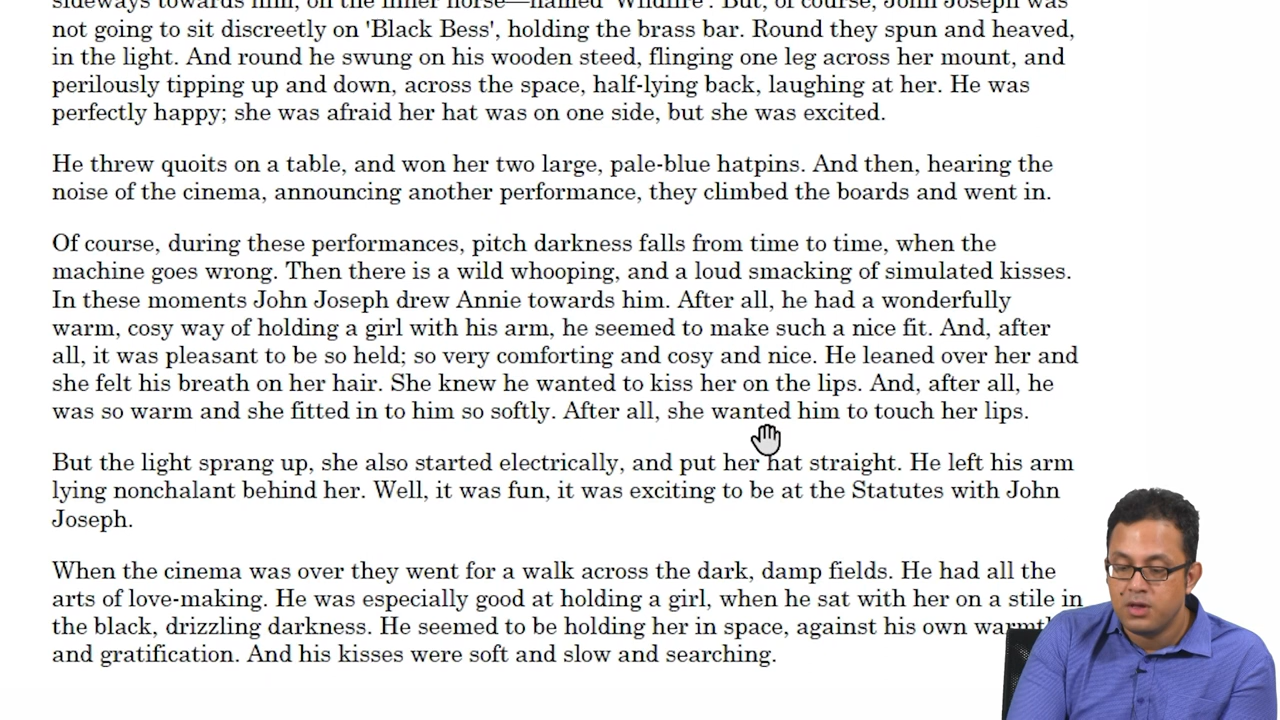 sideways towards him, on the inner horse—named 'Wildfire'. But, of course, John Joseph was
not going to sit discreetly on 'Black Bess', holding the brass bar. Round they spun and heaved,
in the light. And round he swung on his wooden steed, flinging one leg across her mount, and
perilously tipping up and down, across the space, half-lying back, laughing at her. He was
perfectly happy; she was afraid her hat was on one side, but she was excited.
He threw quoits on a table, and won her two large, pale-blue hatpins. And then, hearing the
noise of the cinema, announcing another performance, they climbed the boards and went in.
Of course, during these performances, pitch darkness falls from time to time, when the
machine goes wrong. Then there is a wild whooping, and a loud smacking of simulated kisses.
In these moments John Joseph drew Annie towards him. After all, he had a wonderfully
warm, cosy way of holding a girl with his arm, he seemed to make such a nice fit. And, after
all, it was pleasant to be so held; so very comforting and cosy and nice. He leaned over her and
she felt his breath on her hair. She knew he wanted to kiss her on the lips. And, after all, he
was so warm and she fitted in to him so softly. After all, she wanted him to touch her lips.
But the light sprang up, she also started electrically, and put her hat straight. He left his arm
lying nonchalant behind her. Well, it was fun, it was exciting to be at the Statutes with John
Joseph.
When the cinema was over they went for a walk across the dark, damp fields. He had all the
arts of love-making. He was especially good at holding a girl, when he sat with her on a stile in
the black, drizzling darkness. He seemed to be holding her in space, against his own warmth
and gratification. And his kisses were soft and slow and searching.